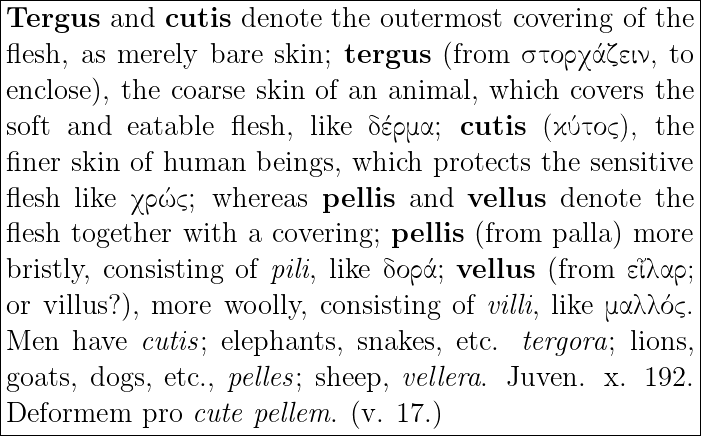 Tergus and cutis denote the outermost covering of the
flesh, as merely bare skin; tergus (from στορχάζειν, to
enclose), the coarse skin of an animal, which covers the
soft and eatable flesh, like δέρμα; cutis (κύτος), the
finer skin of human beings, which protects the sensitive
flesh like χρώς; whereas pellis and vellus denote the
flesh together with a covering; pellis (from palla) more
bristly, consisting of pili, like δορά; vellus (from εἶλαρ;
or villus?), more woolly, consisting of villi, like μαλλός.
Men have cutis; elephants, snakes, etc. tergora; lions,
goats, dogs, etc., pelles; sheep, vellera. Juven. x. 192.
Deformem pro cute pellem. (v. 17.)